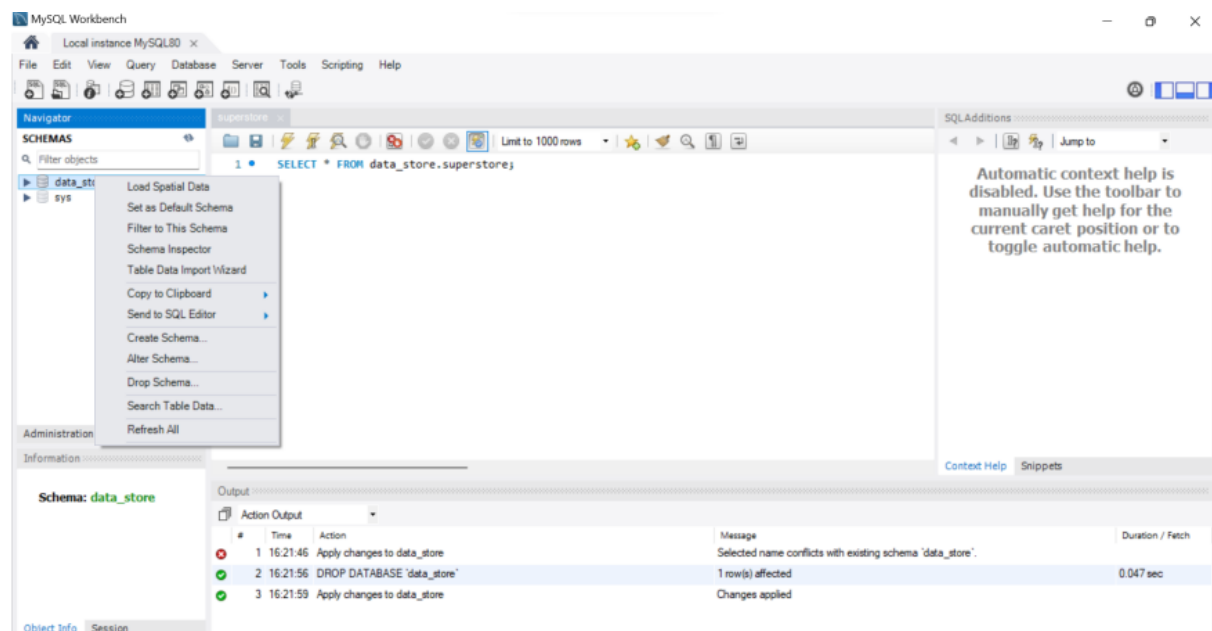 MySQL Workbench
Local instance MySQL80
File Edit View Query Database Server Tools Scripting Help
Navigator
SCHEMAS
Filter objects
data_sto
sys
Load Spatial Data
Set as Default Schema
Filter to This Schema
Schema Inspector
Table Data Import Wizard
Copy to Clipboard
Send to SQL Editor
Create Schema...
Alter Schema...
Drop Schema...
Search Table Data...
Refresh All
Administration
Information
Schema: data_store
Object Info Session
superstore
Limit to 1000 rows
1 SELECT * FROM data_store.superstore;
SQLAdditions
Jump to
Automatic context help is
disabled. Use the toolbar to
manually get help for the
current caret position or to
toggle automatic help.
Context Help Snippets
Output
Action Output
# Time Action Message Duration / Fetch
1 16:21:46 Apply changes to data_store Selected name conflicts with existing schema `data_store`.
2 16:21:56 DROP DATABASE `data_store` 1 row(s) affected 0.047 sec
3 16:21:59 Apply changes to data_store Changes applied